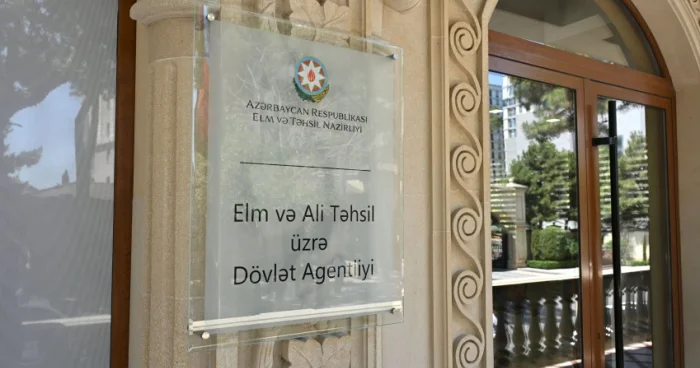 AZƏRBAYCAN RESPUBLİKASI
ELM VƏ TƏHSİL NAZİRLİYİ
Elm və Ali Təhsil
üzrə
Dövlət Agentliyi